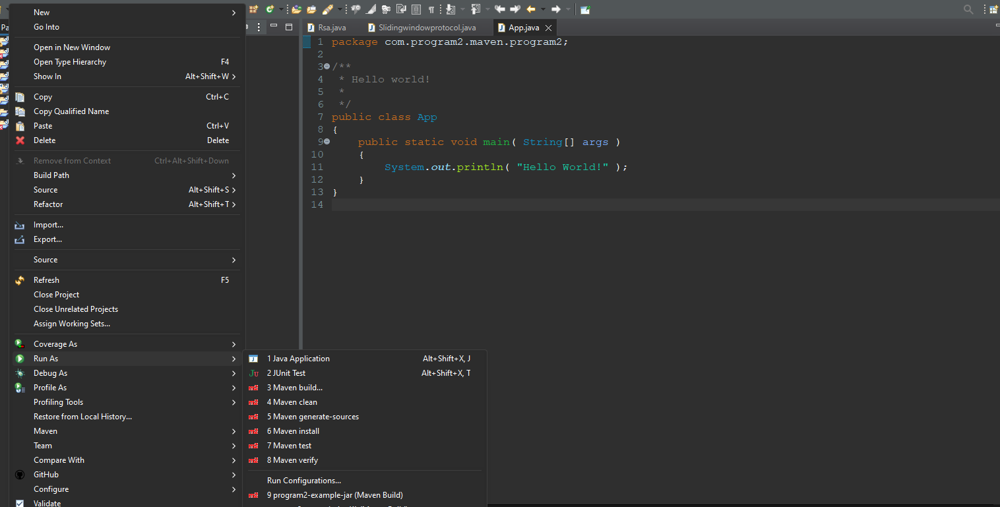 New
Go Into
Open in New Window
Open Type Hierarchy F4
Show In Alt+Shift+W
Copy Ctrl+C
Copy Qualified Name
Paste Ctrl+V
Delete Delete
Remove from Context Ctrl+Alt+Shift+Down
Build Path
Source Alt+Shift+S
Refactor Alt+Shift+T
Import...
Export...
Source
Refresh F5
Close Project
Close Unrelated Projects
Assign Working Sets...
Coverage As
Run As
Debug As
Profile As
Profiling Tools
Restore from Local History...
Maven
Team
Compare With
GitHub
Configure
Validate
1 Java Application Alt+Shift+X, J
2 JUnit Test Alt+Shift+X, T
3 Maven build...
4 Maven clean
5 Maven generate-sources
6 Maven install
7 Maven test
8 Maven verify
Run Configurations...
9 program2-example-jar (Maven Build)
Rsa.java Slidingwindowprotocol.java App.java
1 package com.program2.maven.program2;
2
3 /**
4 * Hello world!
5 *
6 */
7 public class App
8 {
9 public static void main( String[] args )
10 {
11 System.out.println( "Hello World!" );
12 }
13 }
14